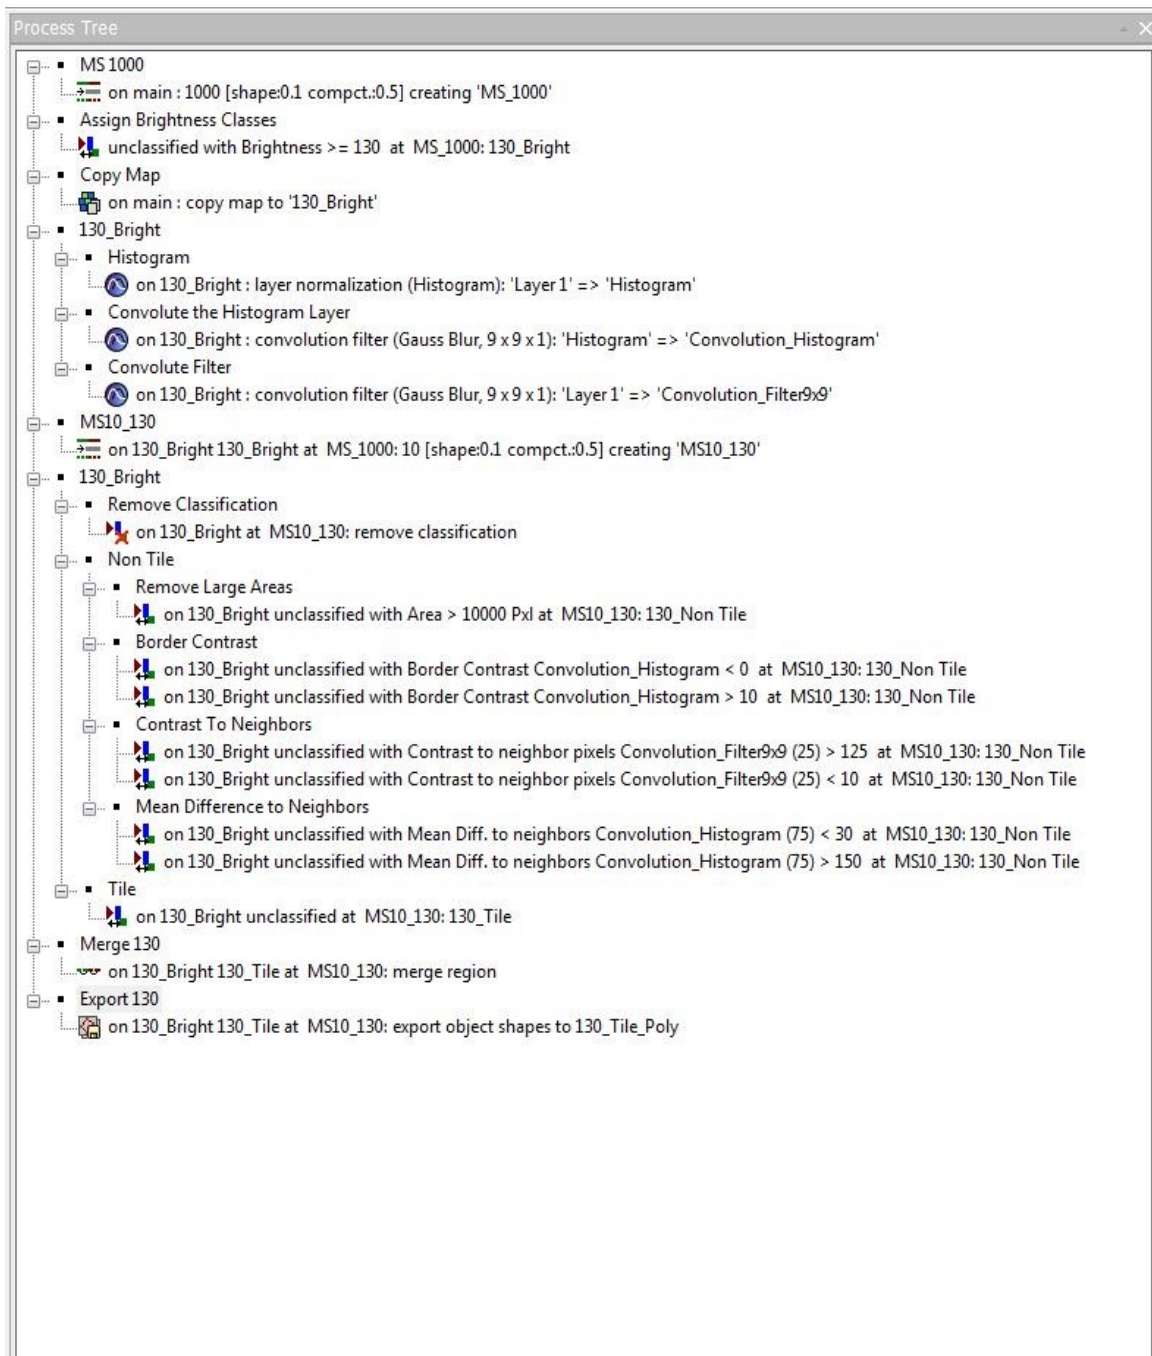 Process Tree
MS 1000
on main : 1000 [shape:0.1 compct.:0.5] creating 'MS_1000'
Assign Brightness Classes
unclassified with Brightness >= 130 at MS_1000: 130_Bright
Copy Map
on main : copy map to '130_Bright'
130_Bright
Histogram
on 130_Bright : layer normalization (Histogram): 'Layer 1' => 'Histogram'
Convolute the Histogram Layer
on 130_Bright : convolution filter (Gauss Blur, 9 x 9 x 1): 'Histogram' => 'Convolution_Histogram'
Convolute Filter
on 130_Bright : convolution filter (Gauss Blur, 9 x 9 x 1): 'Layer 1' => 'Convolution_Filter9x9'
MS10_130
on 130_Bright 130_Bright at MS_1000: 10 [shape:0.1 compct.:0.5] creating 'MS10_130'
130_Bright
Remove Classification
on 130_Bright at MS10_130: remove classification
Non Tile
Remove Large Areas
on 130_Bright unclassified with Area > 10000 Pxl at MS10_130: 130_Non Tile
Border Contrast
on 130_Bright unclassified with Border Contrast Convolution_Histogram < 0 at MS10_130: 130_Non Tile
on 130_Bright unclassified with Border Contrast Convolution_Histogram > 10 at MS10_130: 130_Non Tile
Contrast To Neighbors
on 130_Bright unclassified with Contrast to neighbor pixels Convolution_Filter9x9 (25) > 125 at MS10_130: 130_Non Tile
on 130_Bright unclassified with Contrast to neighbor pixels Convolution_Filter9x9 (25) < 10 at MS10_130: 130_Non Tile
Mean Difference to Neighbors
on 130_Bright unclassified with Mean Diff. to neighbors Convolution_Histogram (75) < 30 at MS10_130: 130_Non Tile
on 130_Bright unclassified with Mean Diff. to neighbors Convolution_Histogram (75) > 150 at MS10_130: 130_Non Tile
Tile
on 130_Bright unclassified at MS10_130: 130_Tile
Merge 130
on 130_Bright 130_Tile at MS10_130: merge region
Export 130
on 130_Bright 130_Tile at MS10_130: export object shapes to 130_Tile_Poly